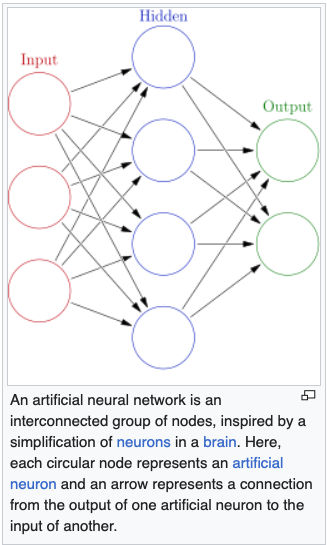 Hidden
Input
Output
An artificial neural network is an
interconnected group of nodes, inspired by a
simplification of neurons in a brain. Here,
each circular node represents an artificial
neuron and an arrow represents a connection
from the output of one artificial neuron to the
input of another.